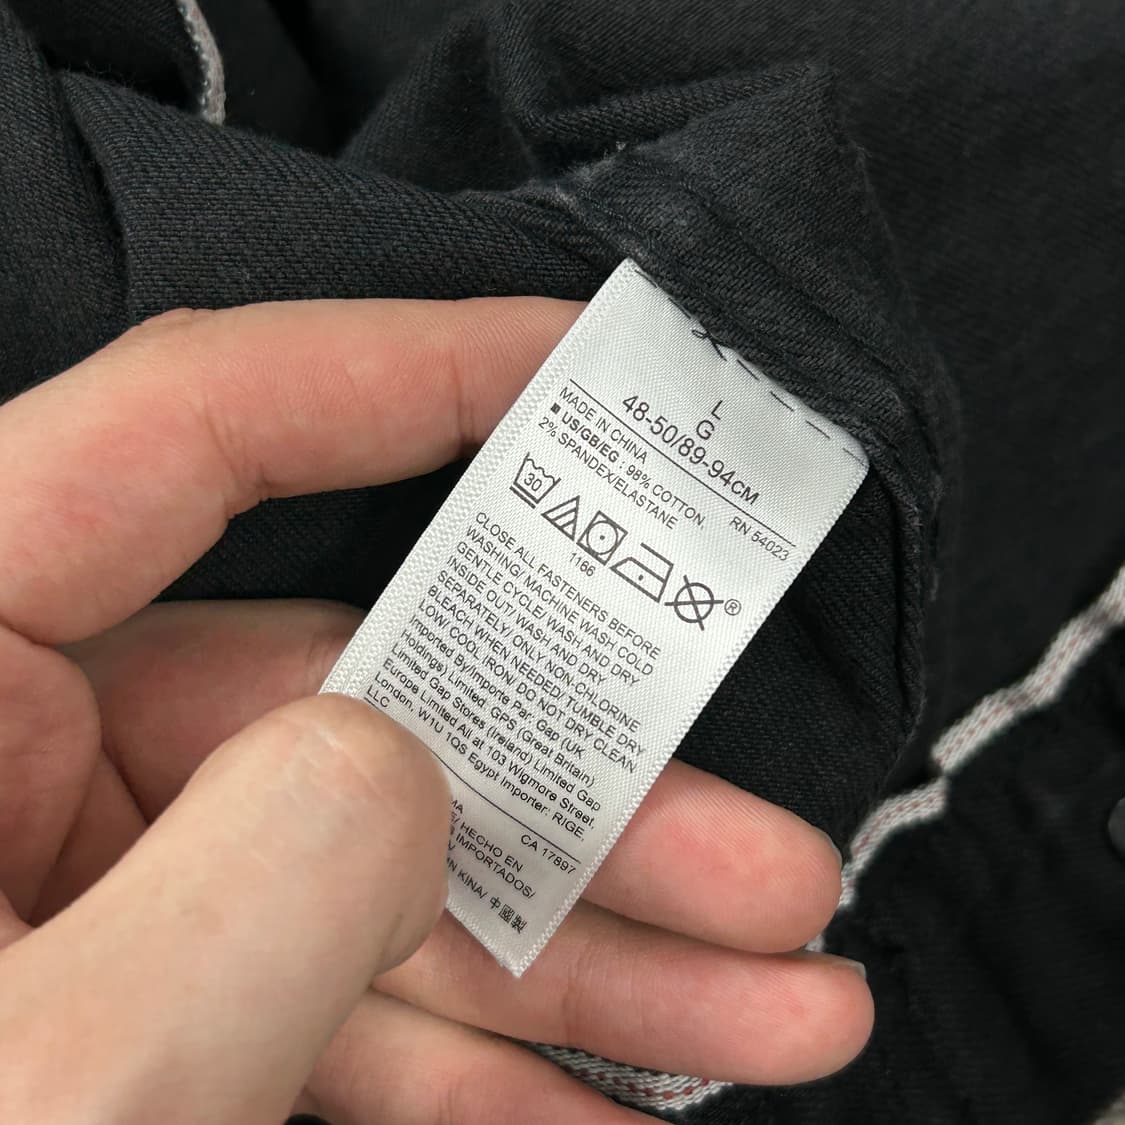 L
G
48-50/89-94CM
MADE IN CHINA
RN 54023
■ US/GB/EG : 98% COTTON
2% SPANDEX/ELASTANE
30
1166
®
CLOSE ALL FASTENERS BEFORE
WASHING/ MACHINE WASH COLD
GENTLE CYCLE/ WASH AND DRY
INSIDE OUT/ WASH AND DRY
SEPARATELY/ ONLY NON-CHLORINE
BLEACH WHEN NEEDED/ TUMBLE DRY
LOW/ COOL IRON/ DO NOT DRY CLEAN
Imported By/Importe Par Gap (UK
Holdings) Limited. GPS (Great Britain)
Limited Gap Stores (Ireland) Limited Gap
Europe Limited All at 103 Wigmore Street,
London, W1U 1QS Egypt Importer: RIGE,
LLC
CA 17897
/ HECHO EN
IMPORTADOS/
KINA/ 中國製